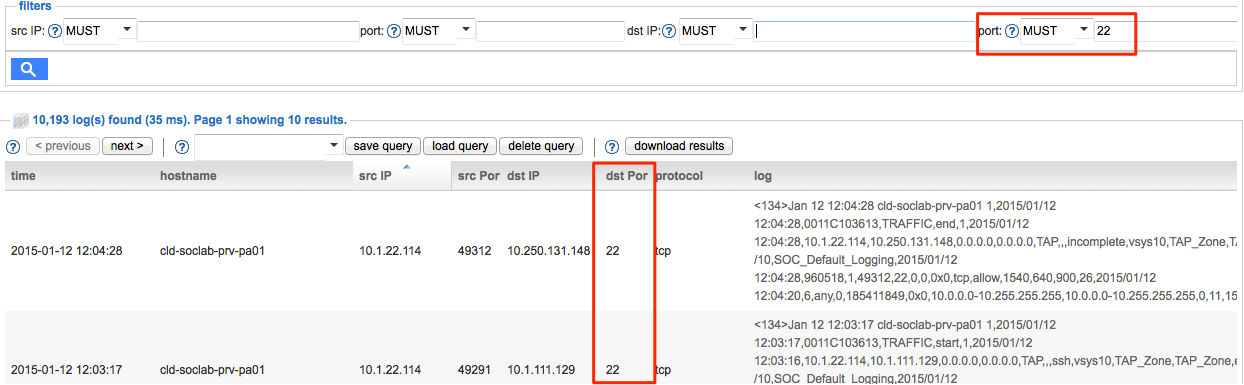 filters
src IP: ? MUST port: ? MUST dst IP: ? MUST port: ? MUST 22
10,193 log(s) found (35 ms). Page 1 showing 10 results.
? < previous next > ? save query load query delete query ? download results
time hostname src IP src Por dst IP dst Por protocol log
<134>Jan 12 12:04:28 cld-soclab-prv-pa01 1,2015/01/12
12:04:28,0011C103613,TRAFFIC,end,1,2015/01/12
12:04:28,10.1.22.114,10.250.131.148,0.0.0.0,0.0.0.0,TAP,,,incomplete,vsys10,TAP_Zone,TA
2015-01-12 12:04:28 cld-soclab-prv-pa01 10.1.22.114 49312 10.250.131.148 22 tcp
/10,SOC_Default_Logging,2015/01/12
12:04:28,960518,1,49312,22,0,0,0x0,tcp,allow,1540,640,900,26,2015/01/12
12:04:20,6,any,0,185411849,0x0,10.0.0.0-10.255.255.255,10.0.0.0-10.255.255.255,0,11,15
<134>Jan 12 12:03:17 cld-soclab-prv-pa01 1,2015/01/12
12:03:17,0011C103613,TRAFFIC,start,1,2015/01/12
12:03:16,10.1.22.114,10.1.111.129,0.0.0.0,0.0.0.0,TAP,,,ssh,vsys10,TAP_Zone,TAP_Zone,e
2015-01-12 12:03:17 cld-soclab-prv-pa01 10.1.22.114 49291 10.1.111.129 22 tcp
/10,SOC_Default_Logging,2015/01/12